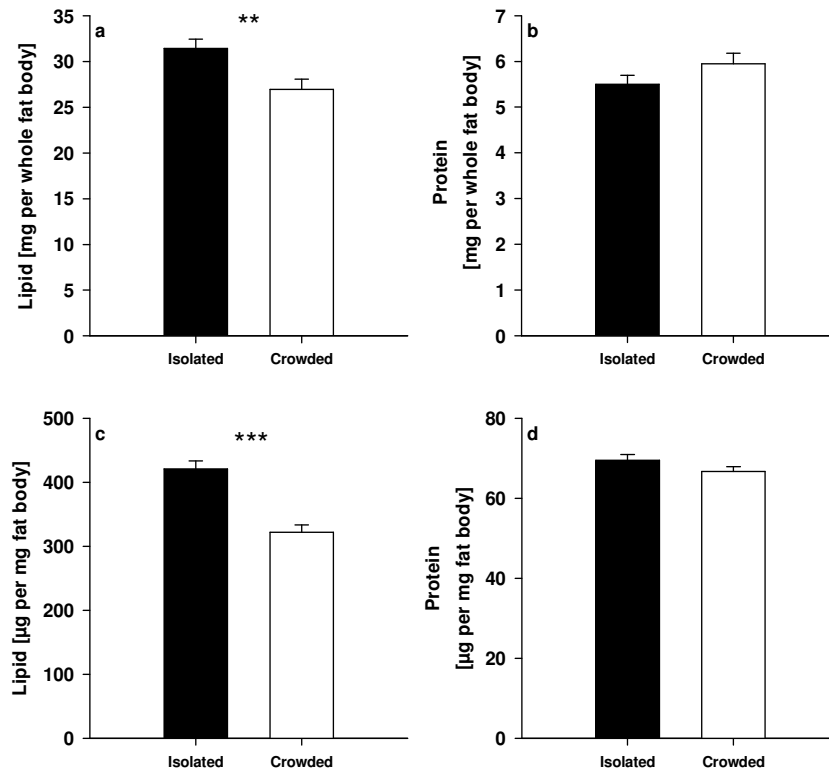 a
**
Lipid [mg per whole fat body]
35
30
25
20
15
10
5
0
Isolated Crowded
b
Protein
[mg per whole fat body]
7
6
5
4
3
2
1
0
Isolated Crowded
c
***
Lipid [µg per mg fat body]
500
400
300
200
100
0
Isolated Crowded
d
Protein
[µg per mg fat body]
80
60
40
20
0
Isolated Crowded